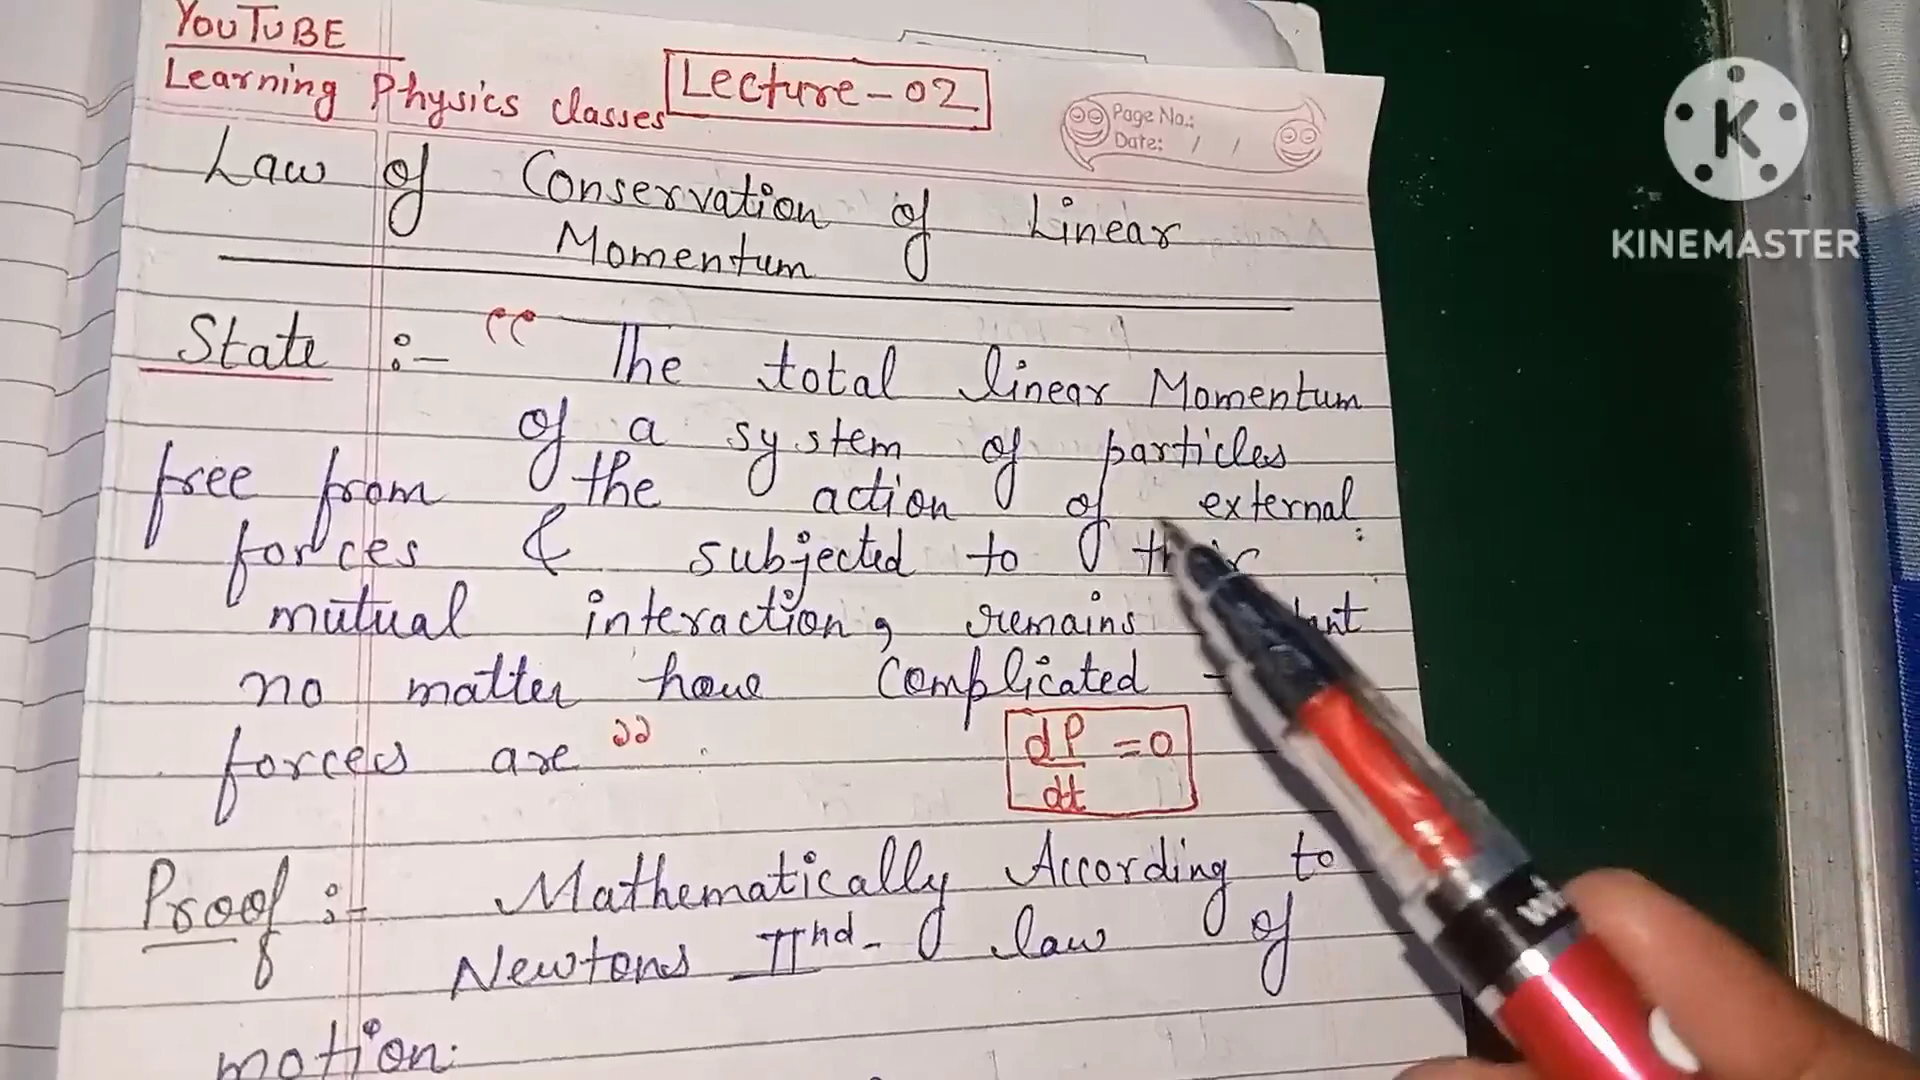 YOUTUBE
Learning Physics classes
Lecture-02
Page No.:
Date: / /
Law of Conservation of Linear
Momentum
State :- " The total linear Momentum
of a system of particles
free from the action of external
forces & subjected to
mutual interaction, remains
no matter how complicated
forces are "
dP/dt =0
Proof :- Mathematically According to
Newtons IInd- law of
motion.
K
KINEMASTER